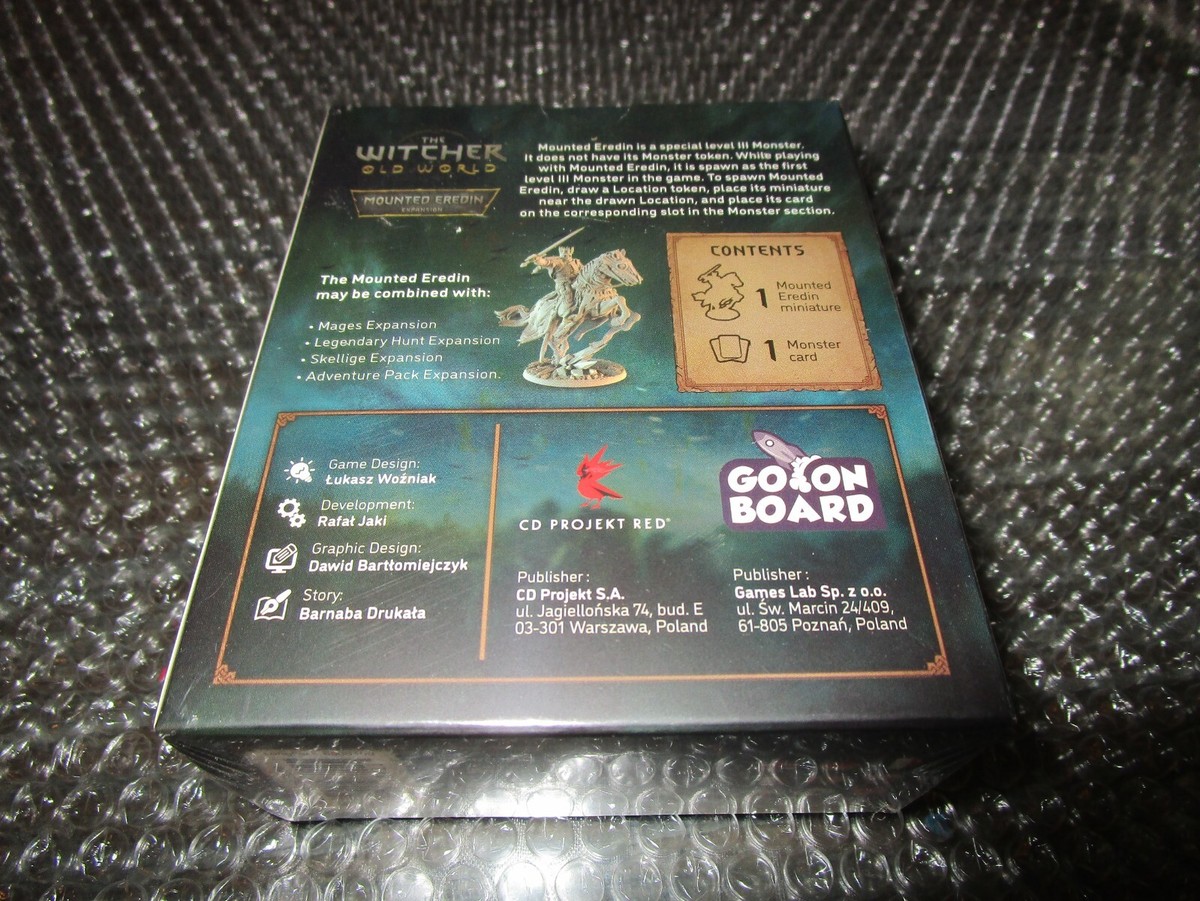 THE
WITCHER
OLD WORLD
MOUNTED EREDIN
EXPANSION
Mounted Eredin is a special level III Monster.
It does not have its Monster token. While playing
with Mounted Eredin, it is spawn as the first
level III Monster in the game. To spawn Mounted
Eredin, draw a Location token, place its miniature
near the drawn Location, and place its card
on the corresponding slot in the Monster section.
The Mounted Eredin
may be combined with:
• Mages Expansion
• Legendary Hunt Expansion
• Skellige Expansion
• Adventure Pack Expansion.
CONTENTS
1 Mounted
Eredin
miniature
1 Monster
card
Game Design:
Łukasz Woźniak
Development:
Rafał Jaki
Graphic Design:
Dawid Barttomiejczyk
Story:
Barnaba Drukała
CD PROJEKT RED®
Publisher :
CD Projekt S.A.
ul. Jagiellońska 74, bud. E
03-301 Warszawa, Poland
GO ON
BOARD
Publisher :
Games Lab Sp. z o.o.
ul. Św. Marcin 24/409,
61-805 Poznań, Poland